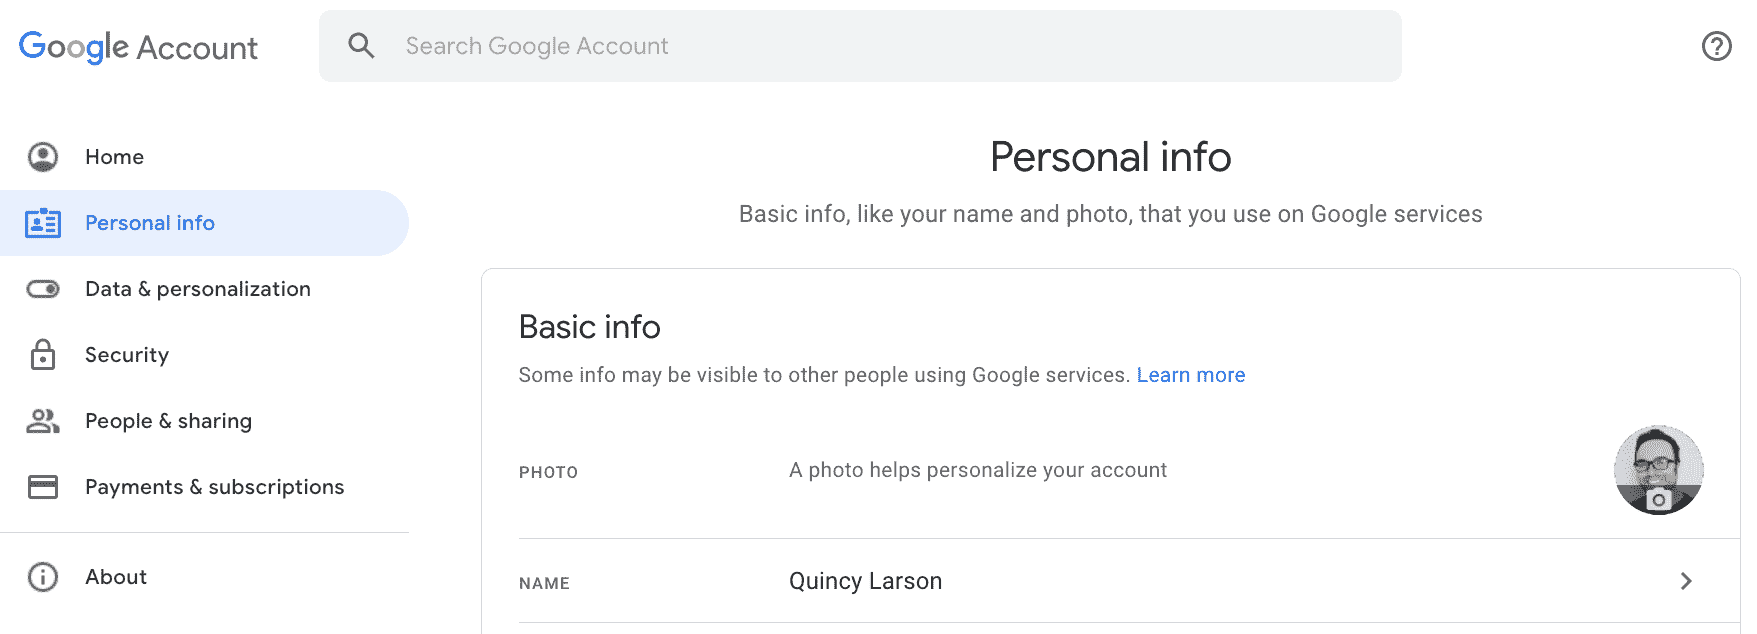 Google Account
Search Google Account
Home
Personal info
Data & personalization
Security
People & sharing
Payments & subscriptions
About
Personal info
Basic info, like your name and photo, that you use on Google services
Basic info
Some info may be visible to other people using Google services. Learn more
PHOTO A photo helps personalize your account
NAME Quincy Larson